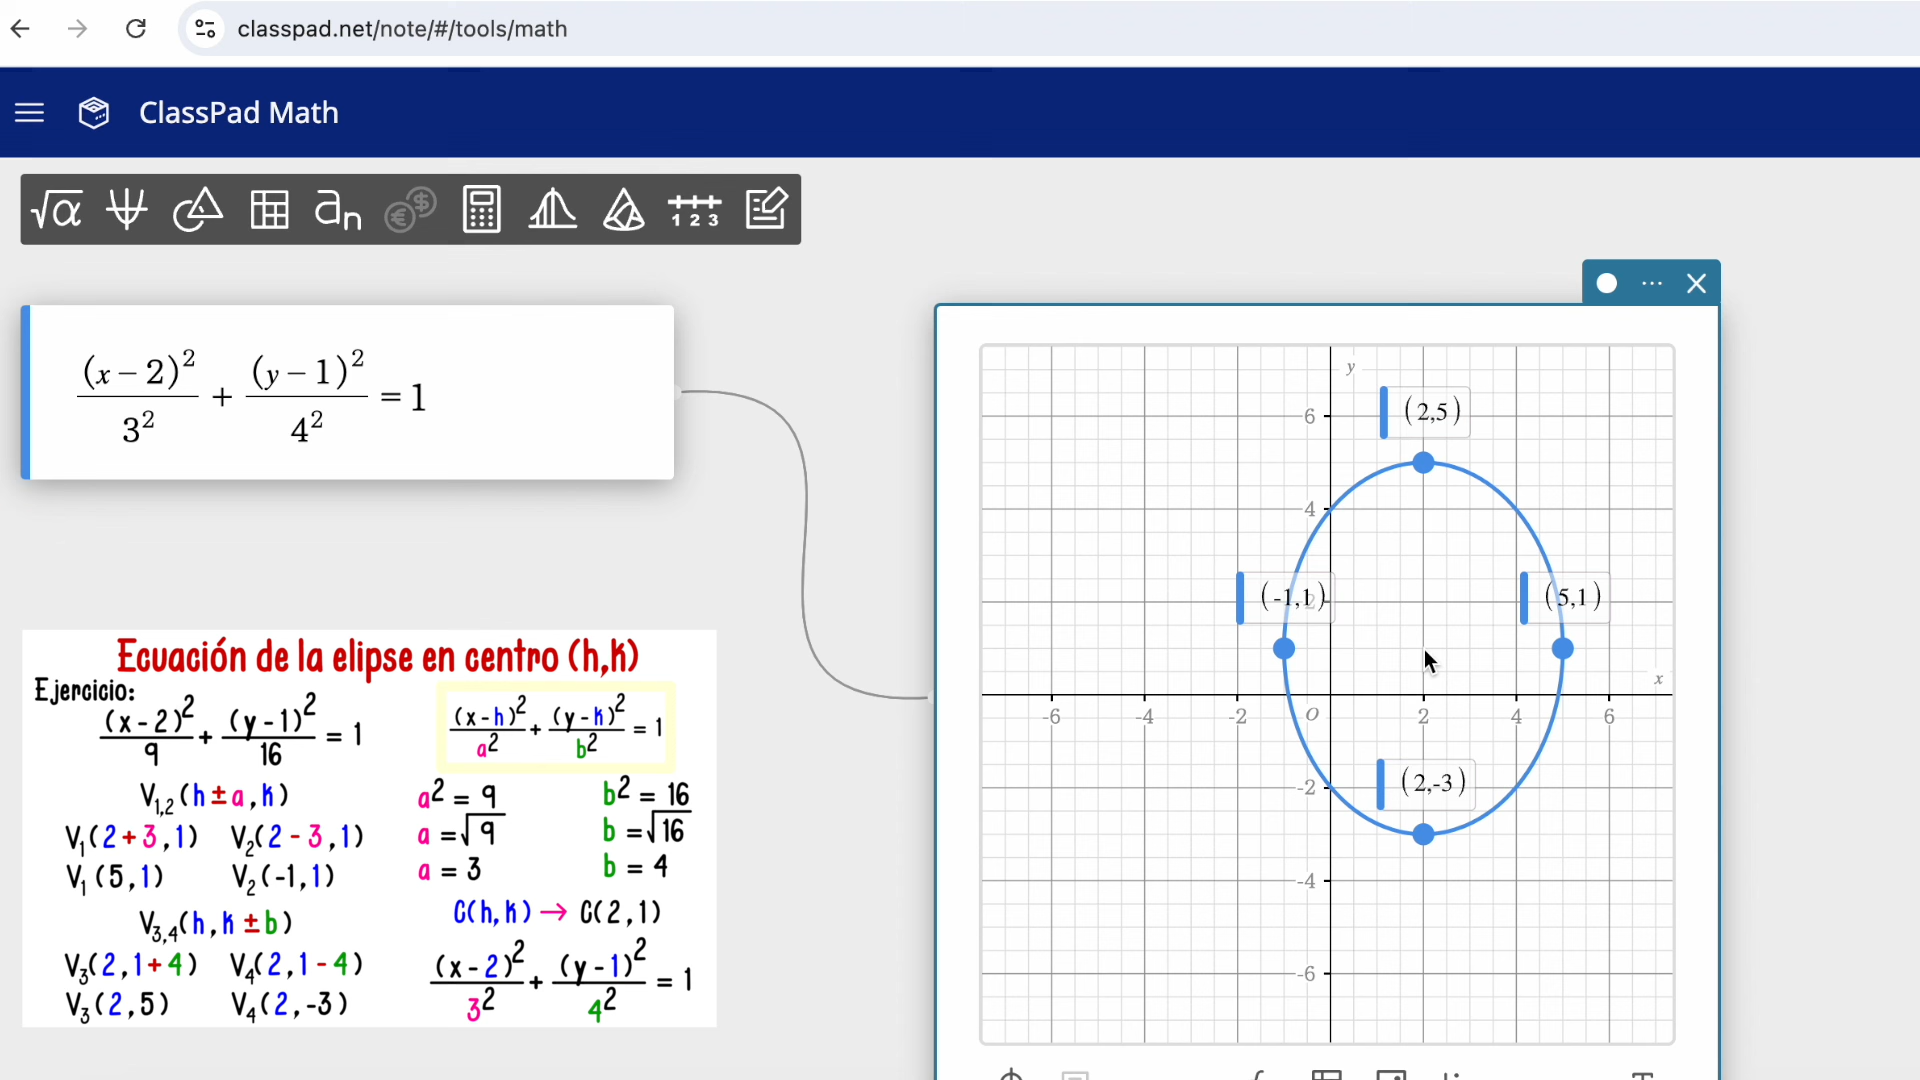 classpad.net/note/#/tools/math
ClassPad Math
√α aₙ € $ 1 2 3
(x − 2)²/3² + (y − 1)²/4² = 1
y
(2,5)
6
4
(-1,1) 2 (5,1)
x
-6 -4 -2 O 2 4 6
(2,-3)
-2
-4
-6
Ecuación de la elipse en centro (h,k)
Ejercicio:
(x - 2)²/9 + (y - 1)²/16 = 1
(x - h)²/a² + (y - k)²/b² = 1
V₁,₂(h ± a, k)
a² = 9 b² = 16
V₁(2 + 3, 1) V₂(2 - 3, 1)
a = √9 b = √16
V₁(5, 1) V₂(-1, 1)
a = 3 b = 4
V₃,₄(h, k ± b)
C(h, k) → C(2, 1)
V₃(2, 1 + 4) V₄(2, 1 - 4)
(x - 2)²/3² + (y - 1)²/4² = 1
V₃(2, 5) V₄(2, -3)